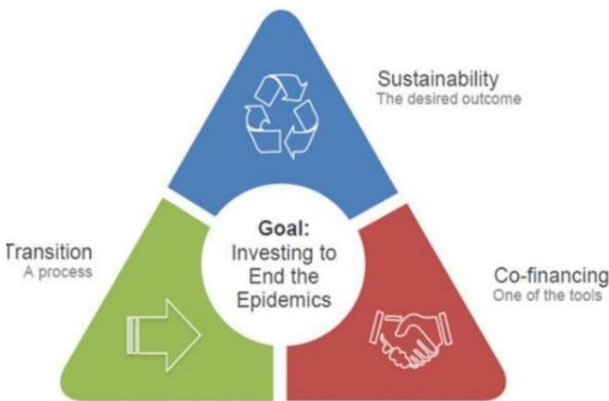 Sustainability
The desired outcome
Goal:
Investing to
End the
Epidemics
Transition
A process
Co-financing
One of the tools